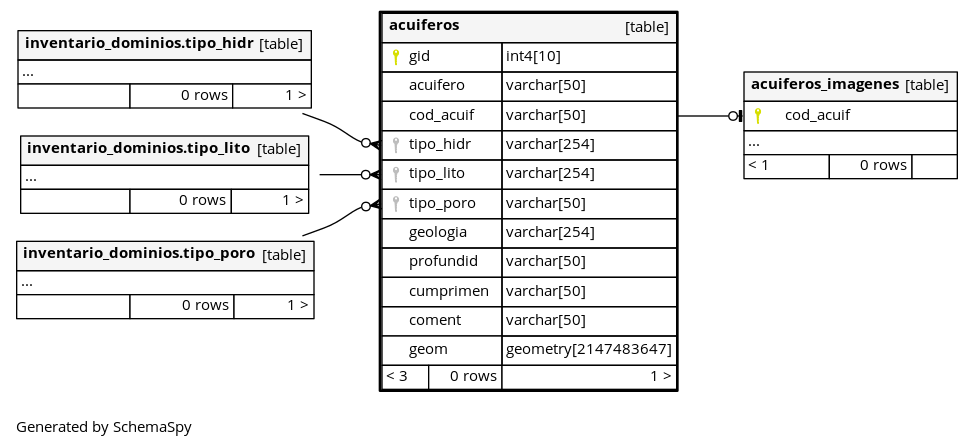 inventario_dominios.tipo_hidr [table]
...
0 rows 1 >
inventario_dominios.tipo_lito [table]
...
0 rows 1 >
inventario_dominios.tipo_poro [table]
...
0 rows 1 >
acuiferos [table]
gid int4[10]
acuifero varchar[50]
cod_acuif varchar[50]
tipo_hidr varchar[254]
tipo_lito varchar[254]
tipo_poro varchar[50]
geologia varchar[254]
profundid varchar[50]
cumprimen varchar[50]
coment varchar[50]
geom geometry[2147483647]
< 3 0 rows 1 >
acuiferos_imagenes [table]
cod_acuif
...
< 1 0 rows
Generated by SchemaSpy